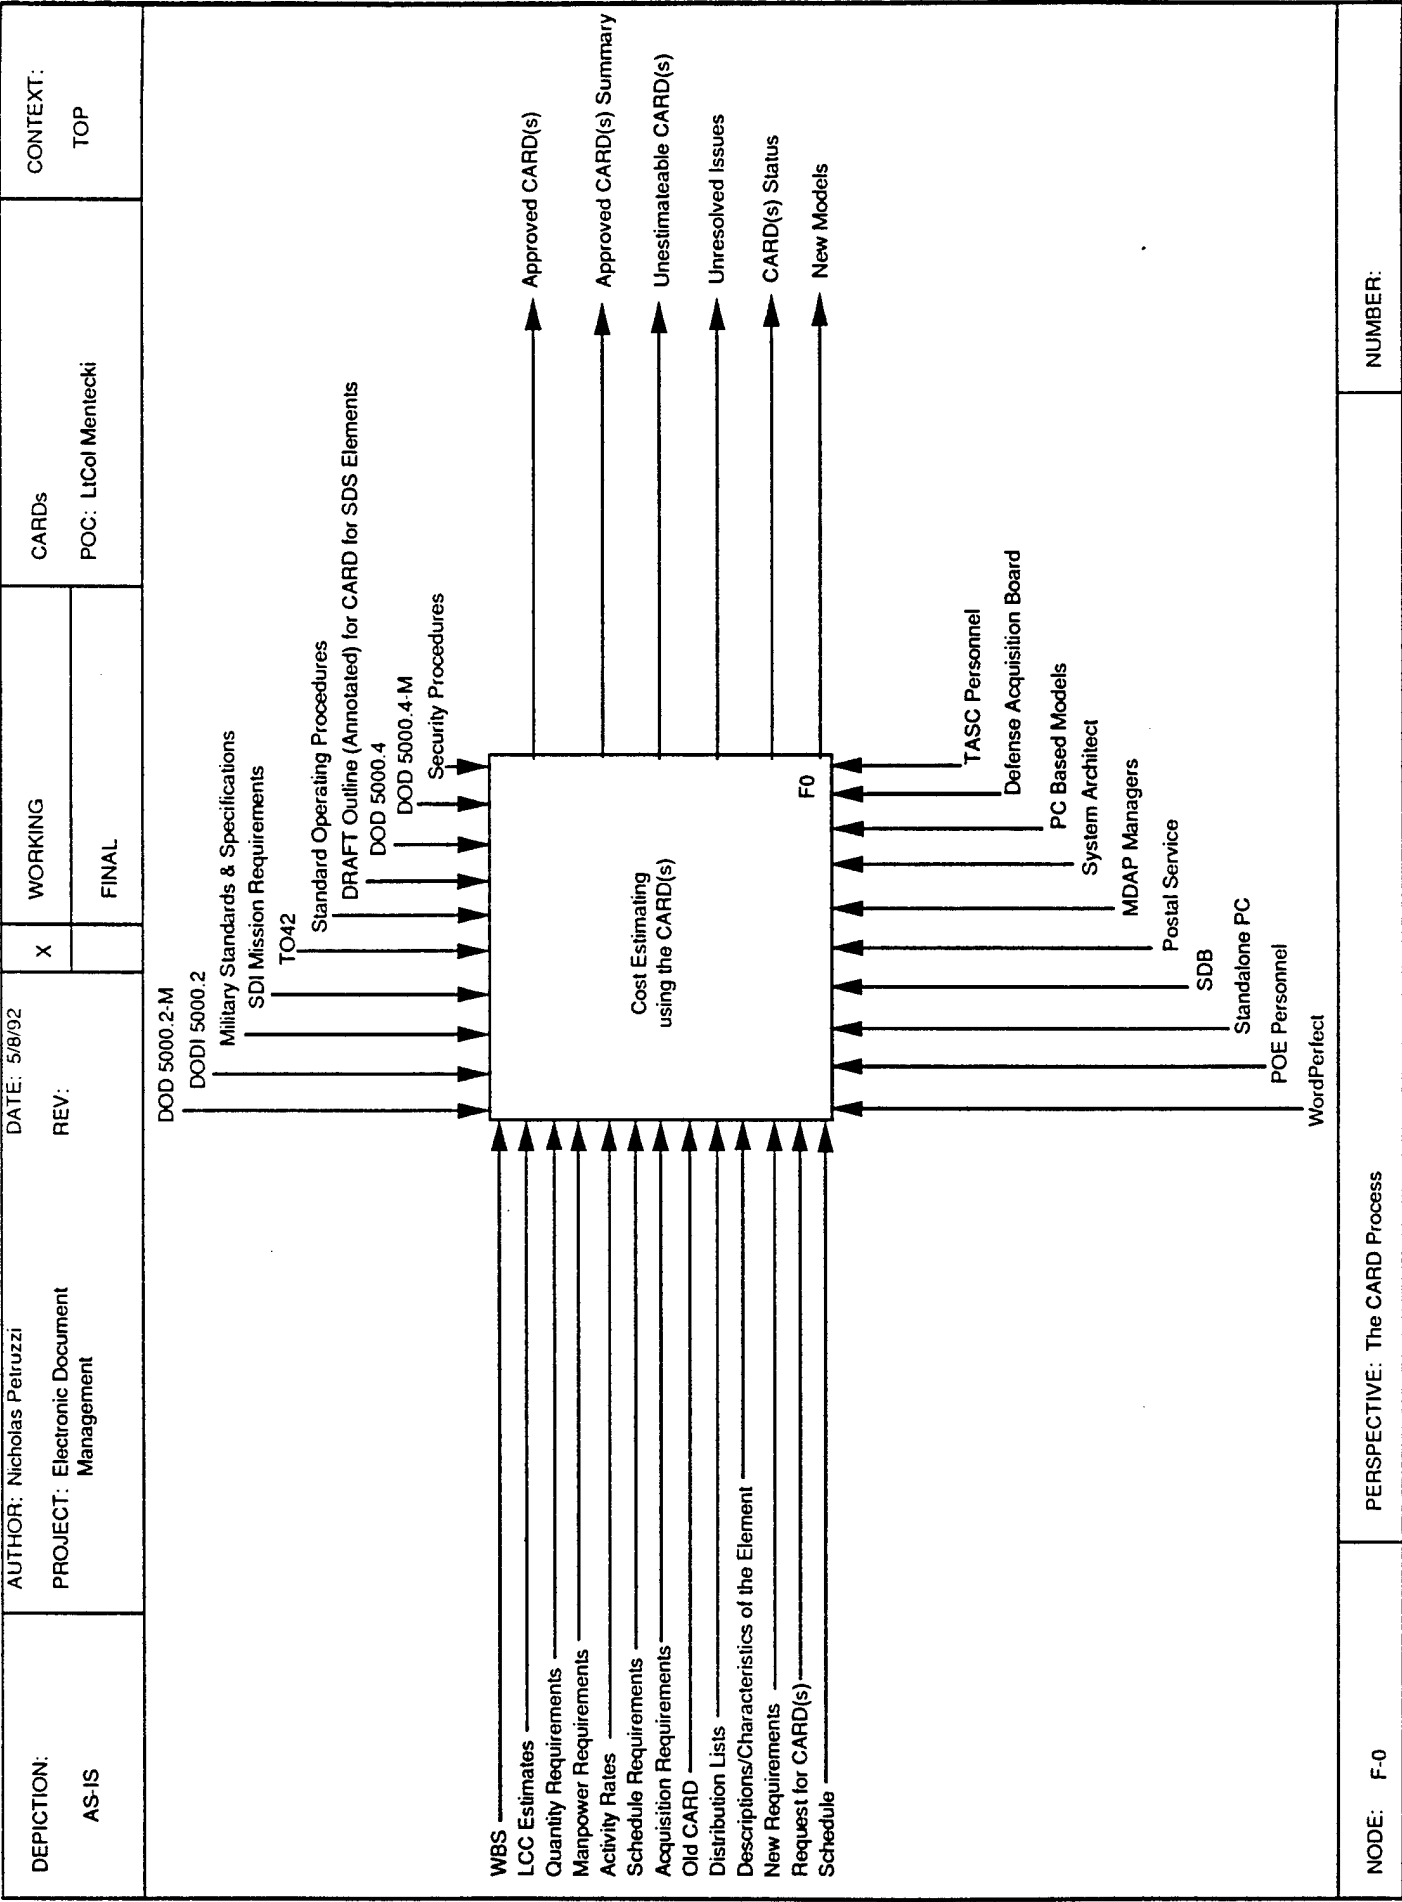 DEPICTION:
AS-IS
AUTHOR: Nicholas Petruzzi
PROJECT: Electronic Document
Management
DATE: 5/8/92
REV:
X
WORKING
FINAL
CARDs
POC: LtCol Mentecki
CONTEXT:
TOP
DOD 5000.2-M
DODI 5000.2
Military Standards & Specifications
SDI Mission Requirements
TO42
Standard Operating Procedures
DRAFT Outline (Annotated) for CARD for SDS Elements
DOD 5000.4
DOD 5000.4-M
Security Procedures
WBS
LCC Estimates
Quantity Requirements
Manpower Requirements
Activity Rates
Schedule Requirements
Acquisition Requirements
Old CARD
Distribution Lists
Descriptions/Characteristics of the Element
New Requirements
Request for CARD(s)
Schedule
Cost Estimating
using the CARD(s)
F0
Approved CARD(s)
Approved CARD(s) Summary
Unestimateable CARD(s)
Unresolved Issues
CARD(s) Status
New Models
TASC Personnel
Defense Acquisition Board
PC Based Models
System Architect
MDAP Managers
Postal Service
SDB
Standalone PC
POE Personnel
WordPerfect
NODE: F-0
PERSPECTIVE: The CARD Process
NUMBER: